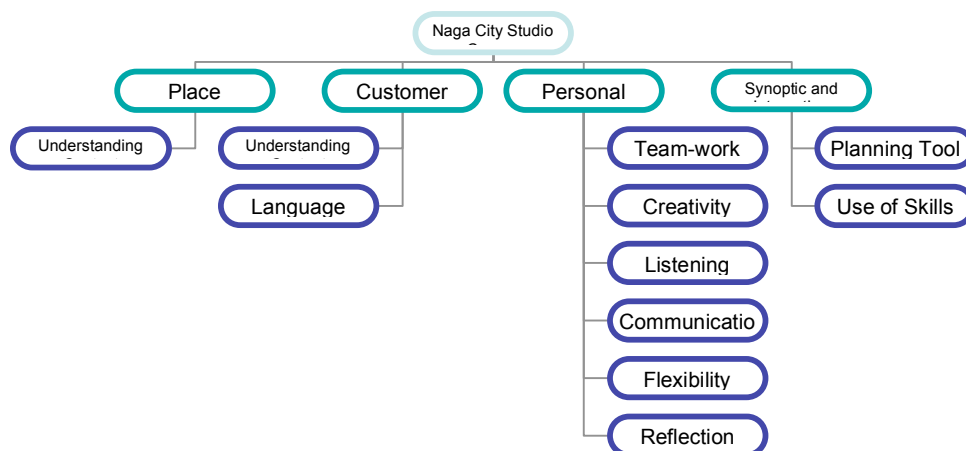 Naga City Studio
Place
Customer
Personal
Synoptic and
Understanding
Understanding
Language
Team-work
Creativity
Listening
Communicatio
Flexibility
Reflection
Planning Tool
Use of Skills